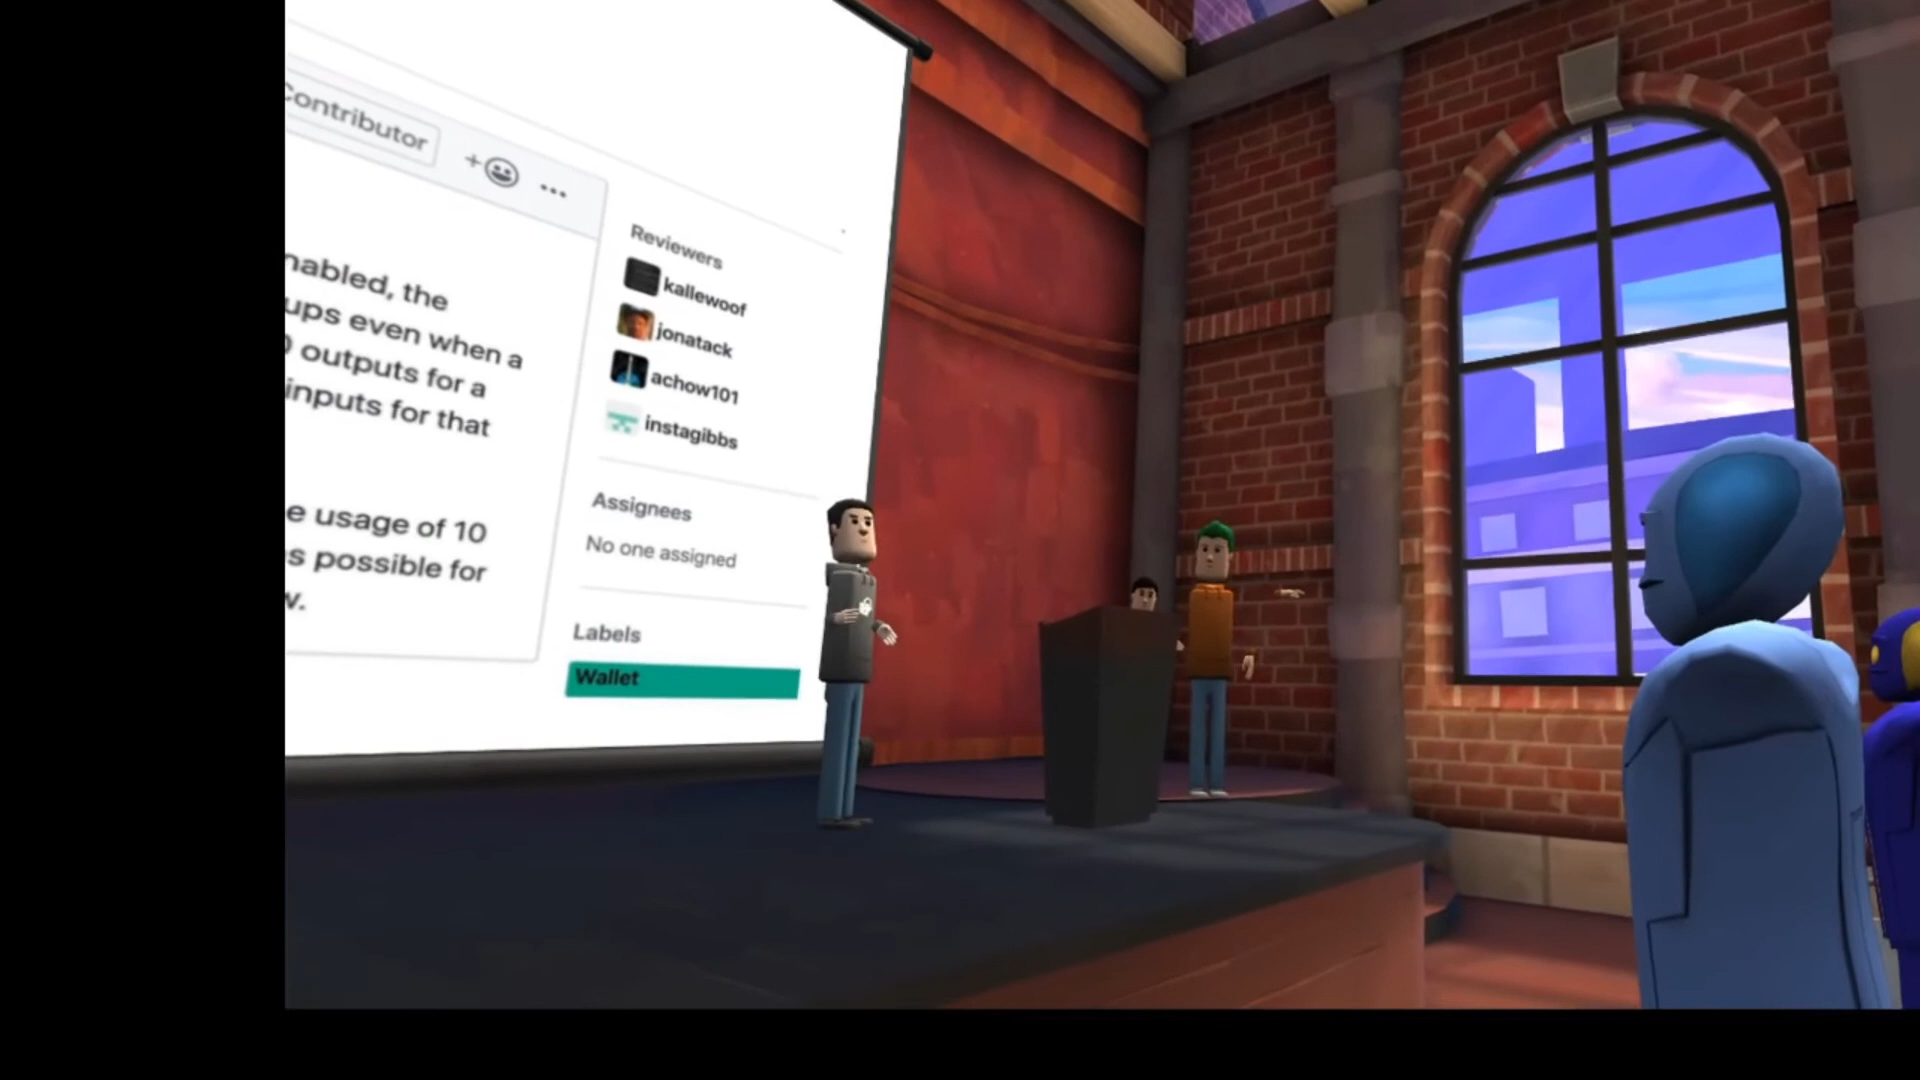 Contributor
nabled, the
ups even when a
outputs for a
inputs for that
e usage of 10
s possible for
w.
Reviewers
kallewoof
jonatack
achow101
instagibbs
Assignees
No one assigned
Labels
Wallet